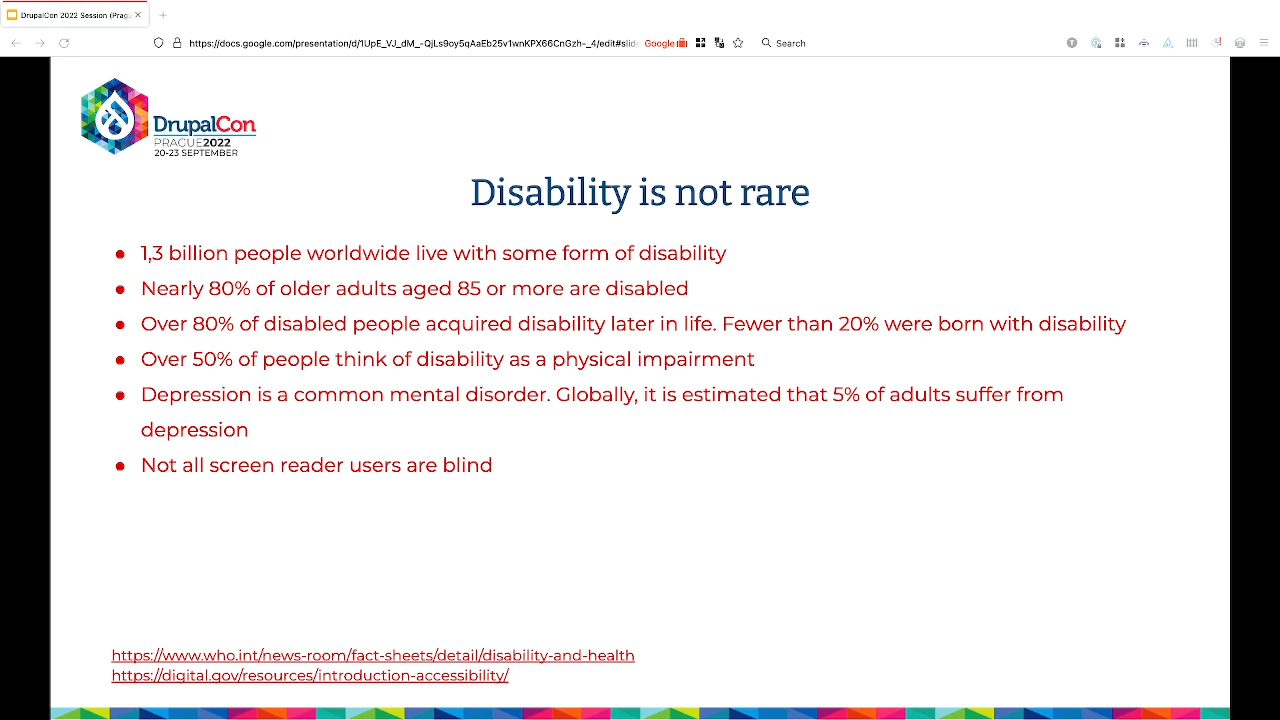 DrupalCon 2022 Session (Prag
https://docs.google.com/presentation/d/1UpE_VJ_dM_-QjLs9oy5qAaEb25v1wnKPX66CnGzh-_4/edit#slid
Google
Search
DrupalCon
PRAGUE2022
20-23 SEPTEMBER
Disability is not rare
● 1,3 billion people worldwide live with some form of disability
● Nearly 80% of older adults aged 85 or more are disabled
● Over 80% of disabled people acquired disability later in life. Fewer than 20% were born with disability
● Over 50% of people think of disability as a physical impairment
● Depression is a common mental disorder. Globally, it is estimated that 5% of adults suffer from
depression
● Not all screen reader users are blind
https://www.who.int/news-room/fact-sheets/detail/disability-and-health
https://digital.gov/resources/introduction-accessibility/